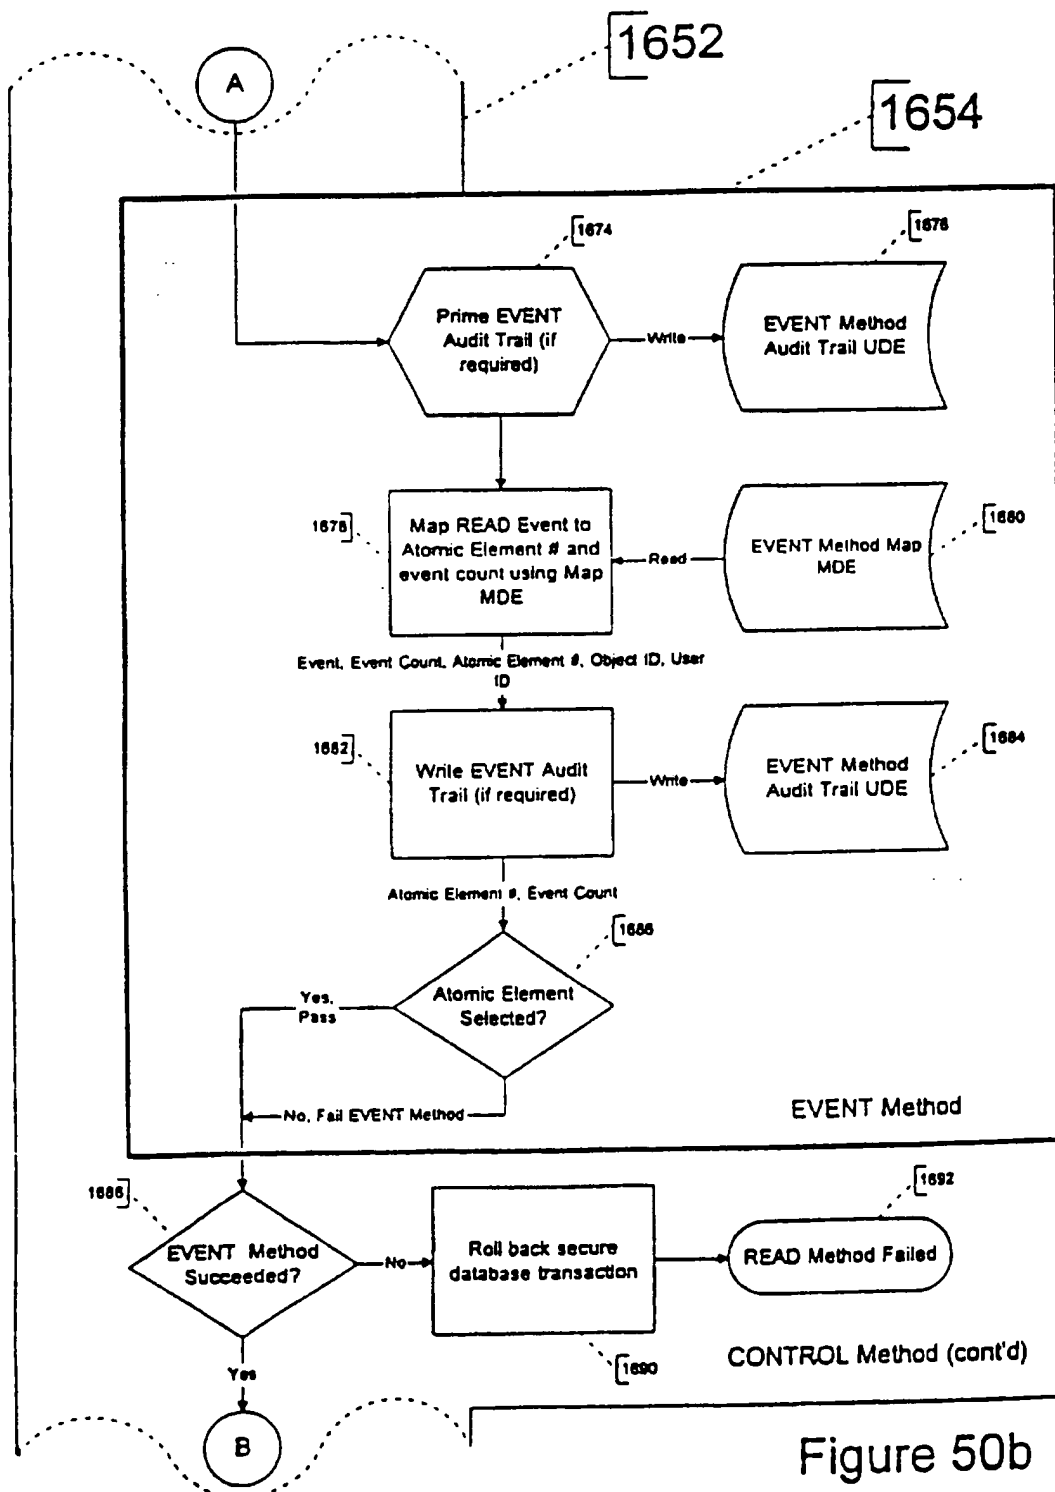 1652
A
1654
1674
1676
Prime EVENT
Audit Trail (if
required)
Write
EVENT Method
Audit Trail UDE
1678
Map READ Event to
Atomic Element # and
event count using Map
MDE
Read
1680
EVENT Method Map
MDE
Event, Event Count, Atomic Element #, Object ID, User
ID
1682
Write EVENT Audit
Trail (if required)
Write
1684
EVENT Method
Audit Trail UDE
Atomic Element #, Event Count
1686
Atomic Element
Selected?
Yes,
Pass
No, Fail EVENT Method
EVENT Method
EVENT Method
Succeeded?
No
Roll back secure
database transaction
1692
READ Method Failed
1690
Yes
CONTROL Method (cont'd)
B
Figure 50b